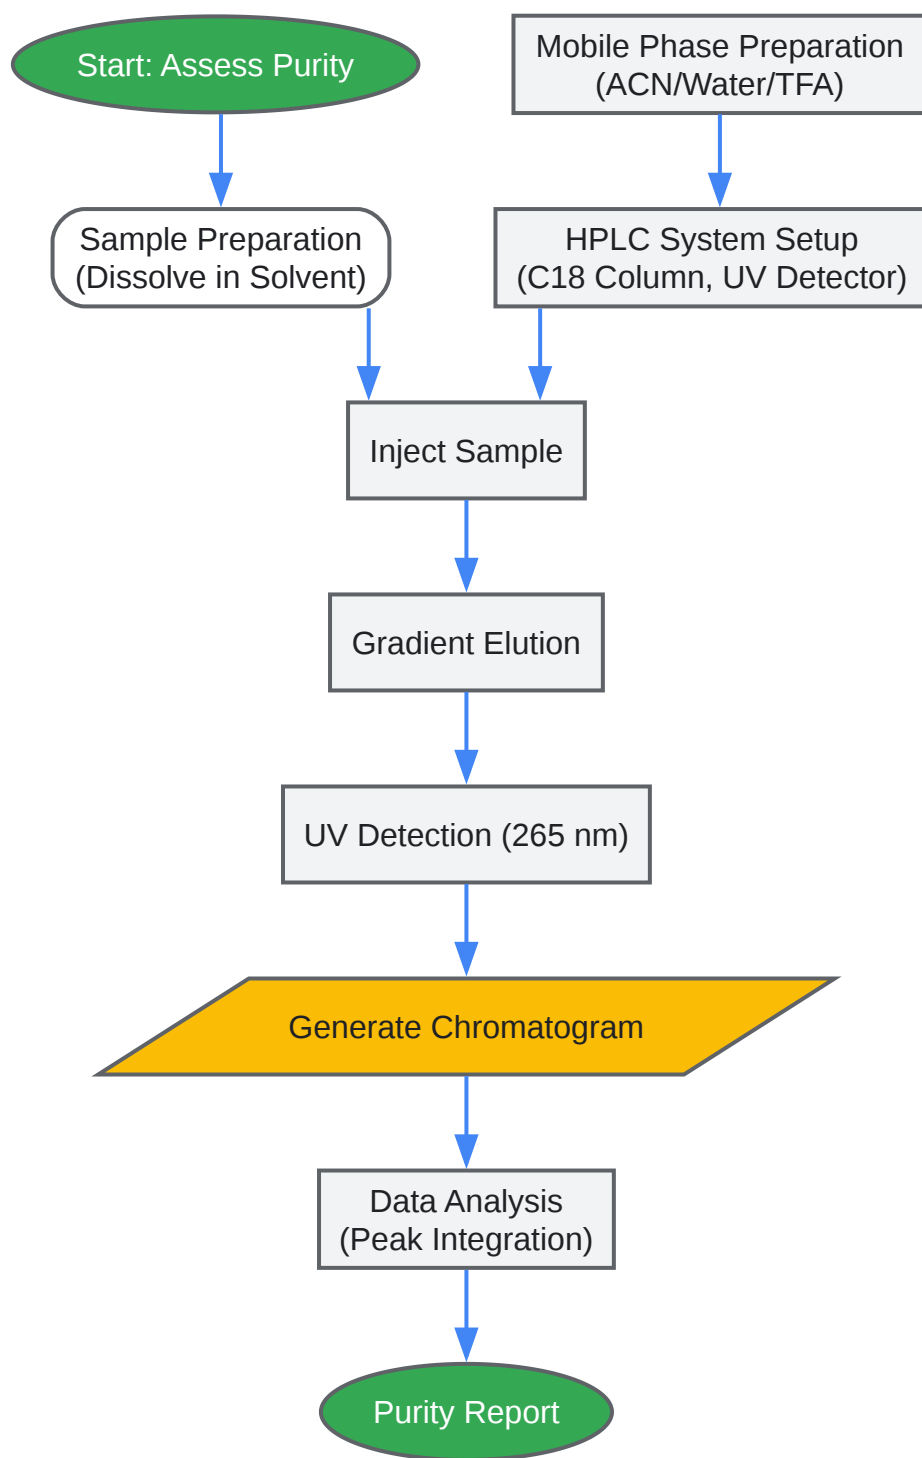 Start: Assess Purity
Mobile Phase Preparation
(ACN/Water/TFA)
Sample Preparation
(Dissolve in Solvent)
HPLC System Setup
(C18 Column, UV Detector)
Inject Sample
Gradient Elution
UV Detection (265 nm)
Generate Chromatogram
Data Analysis
(Peak Integration)
Purity Report